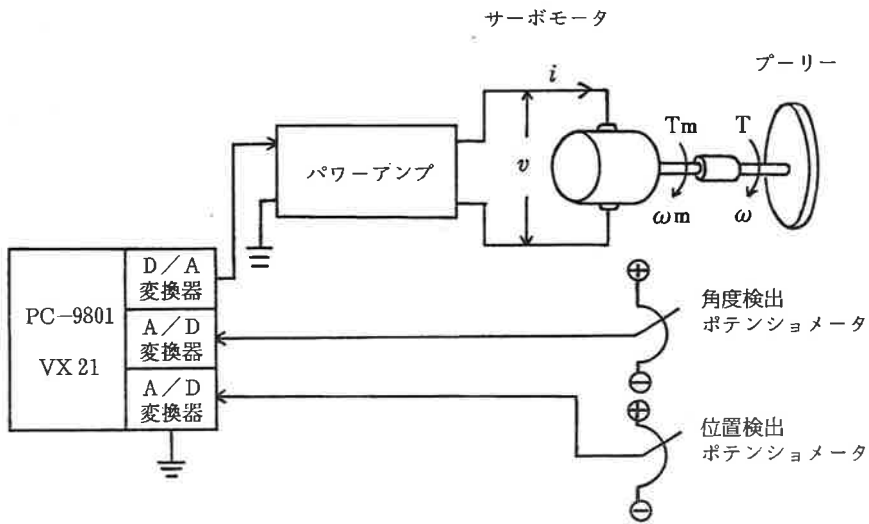 サーボモータ
プーリー
i
Tm
T
パワーアンプ
v
ωm
ω
D／A
変換器
PC-9801
VX 21
A／D
変換器
A／D
変換器
⊕
角度検出
ポテンショメータ
⊖
⊕
位置検出
ポテンショメータ
⊖